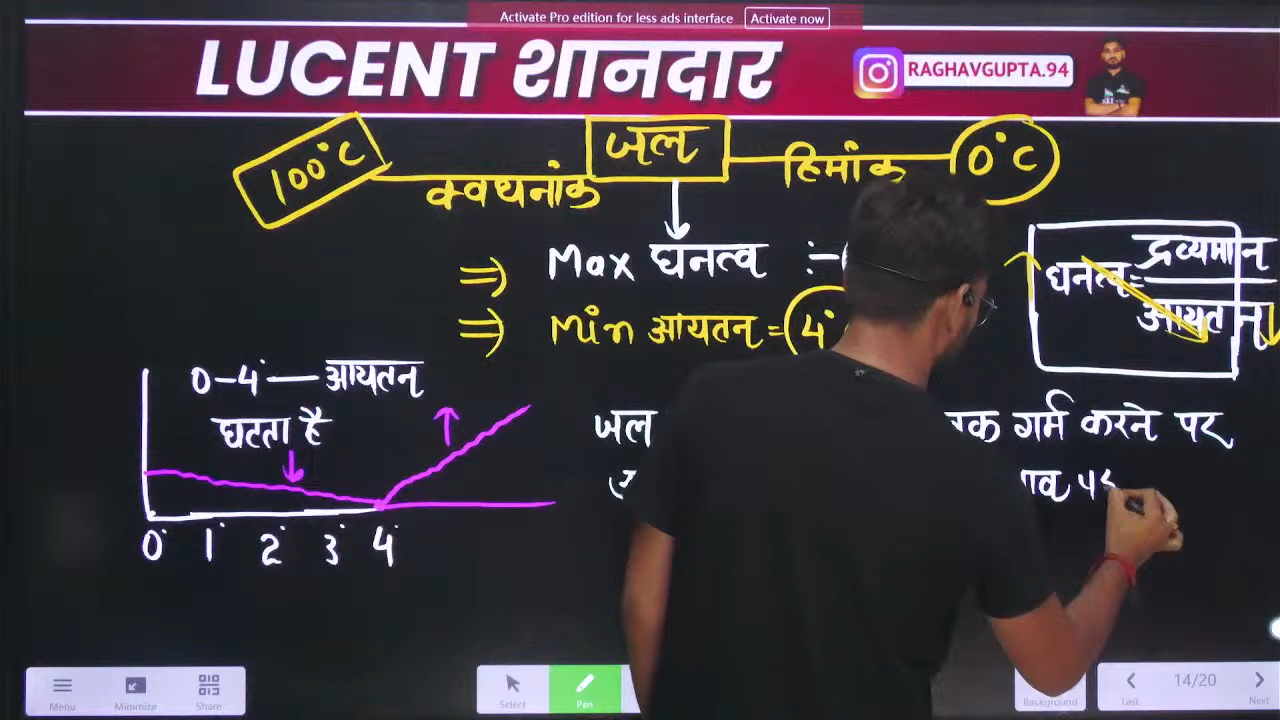 Activate Pro edition for less ads interface Activate now
LUCENT शानदार
RAGHAVGUPTA.94
100°C क्वथनांक जल हिमांक 0°C
⇒ Max घनत्व :-
⇒ Min आयतन = 4°
घनत्व = द्रव्यमान
आयतन
0-4° — आयतन
घटता है
जल गर्म करने पर
पर
0° 1° 2° 3° 4°
Menu Minimize Share Select Pan Background Last 14/20 Next